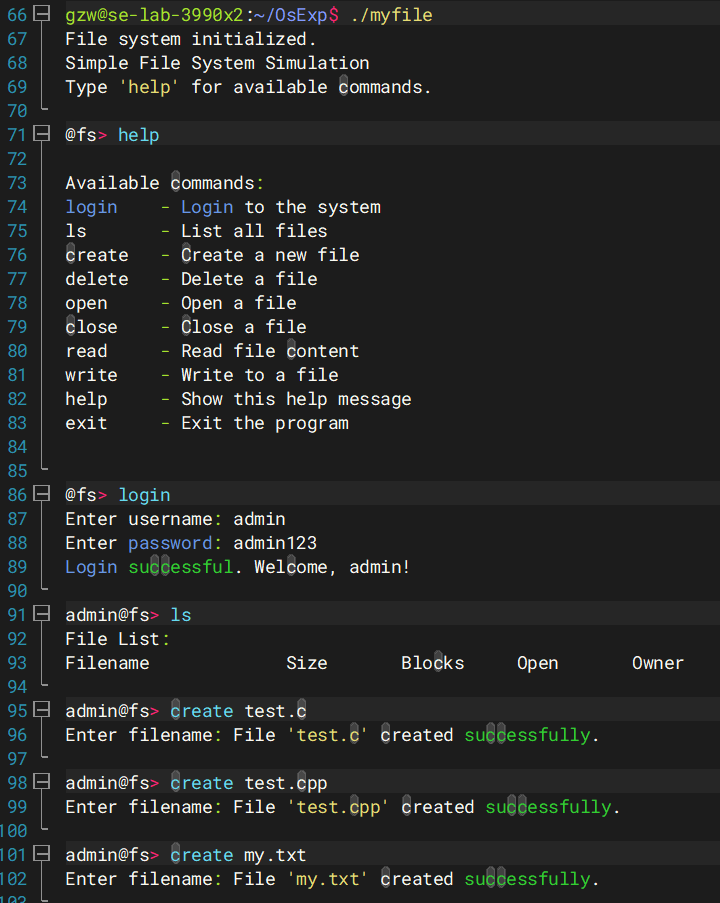 66 gzw@se-lab-3990x2:~/OsExp$ ./myfile
67 File system initialized.
68 Simple File System Simulation
69 Type 'help' for available commands.
70
71 @fs> help
72
73 Available commands:
74 login    - Login to the system
75 ls       - List all files
76 create   - Create a new file
77 delete   - Delete a file
78 open     - Open a file
79 close    - Close a file
80 read     - Read file content
81 write    - Write to a file
82 help     - Show this help message
83 exit     - Exit the program
84
85
86 @fs> login
87 Enter username: admin
88 Enter password: admin123
89 Login successful. Welcome, admin!
90
91 admin@fs> ls
92 File List:
93 Filename             Size       Blocks     Open       Owner
94
95 admin@fs> create test.c
96 Enter filename: File 'test.c' created successfully.
97
98 admin@fs> create test.cpp
99 Enter filename: File 'test.cpp' created successfully.
100
101 admin@fs> create my.txt
102 Enter filename: File 'my.txt' created successfully.
103